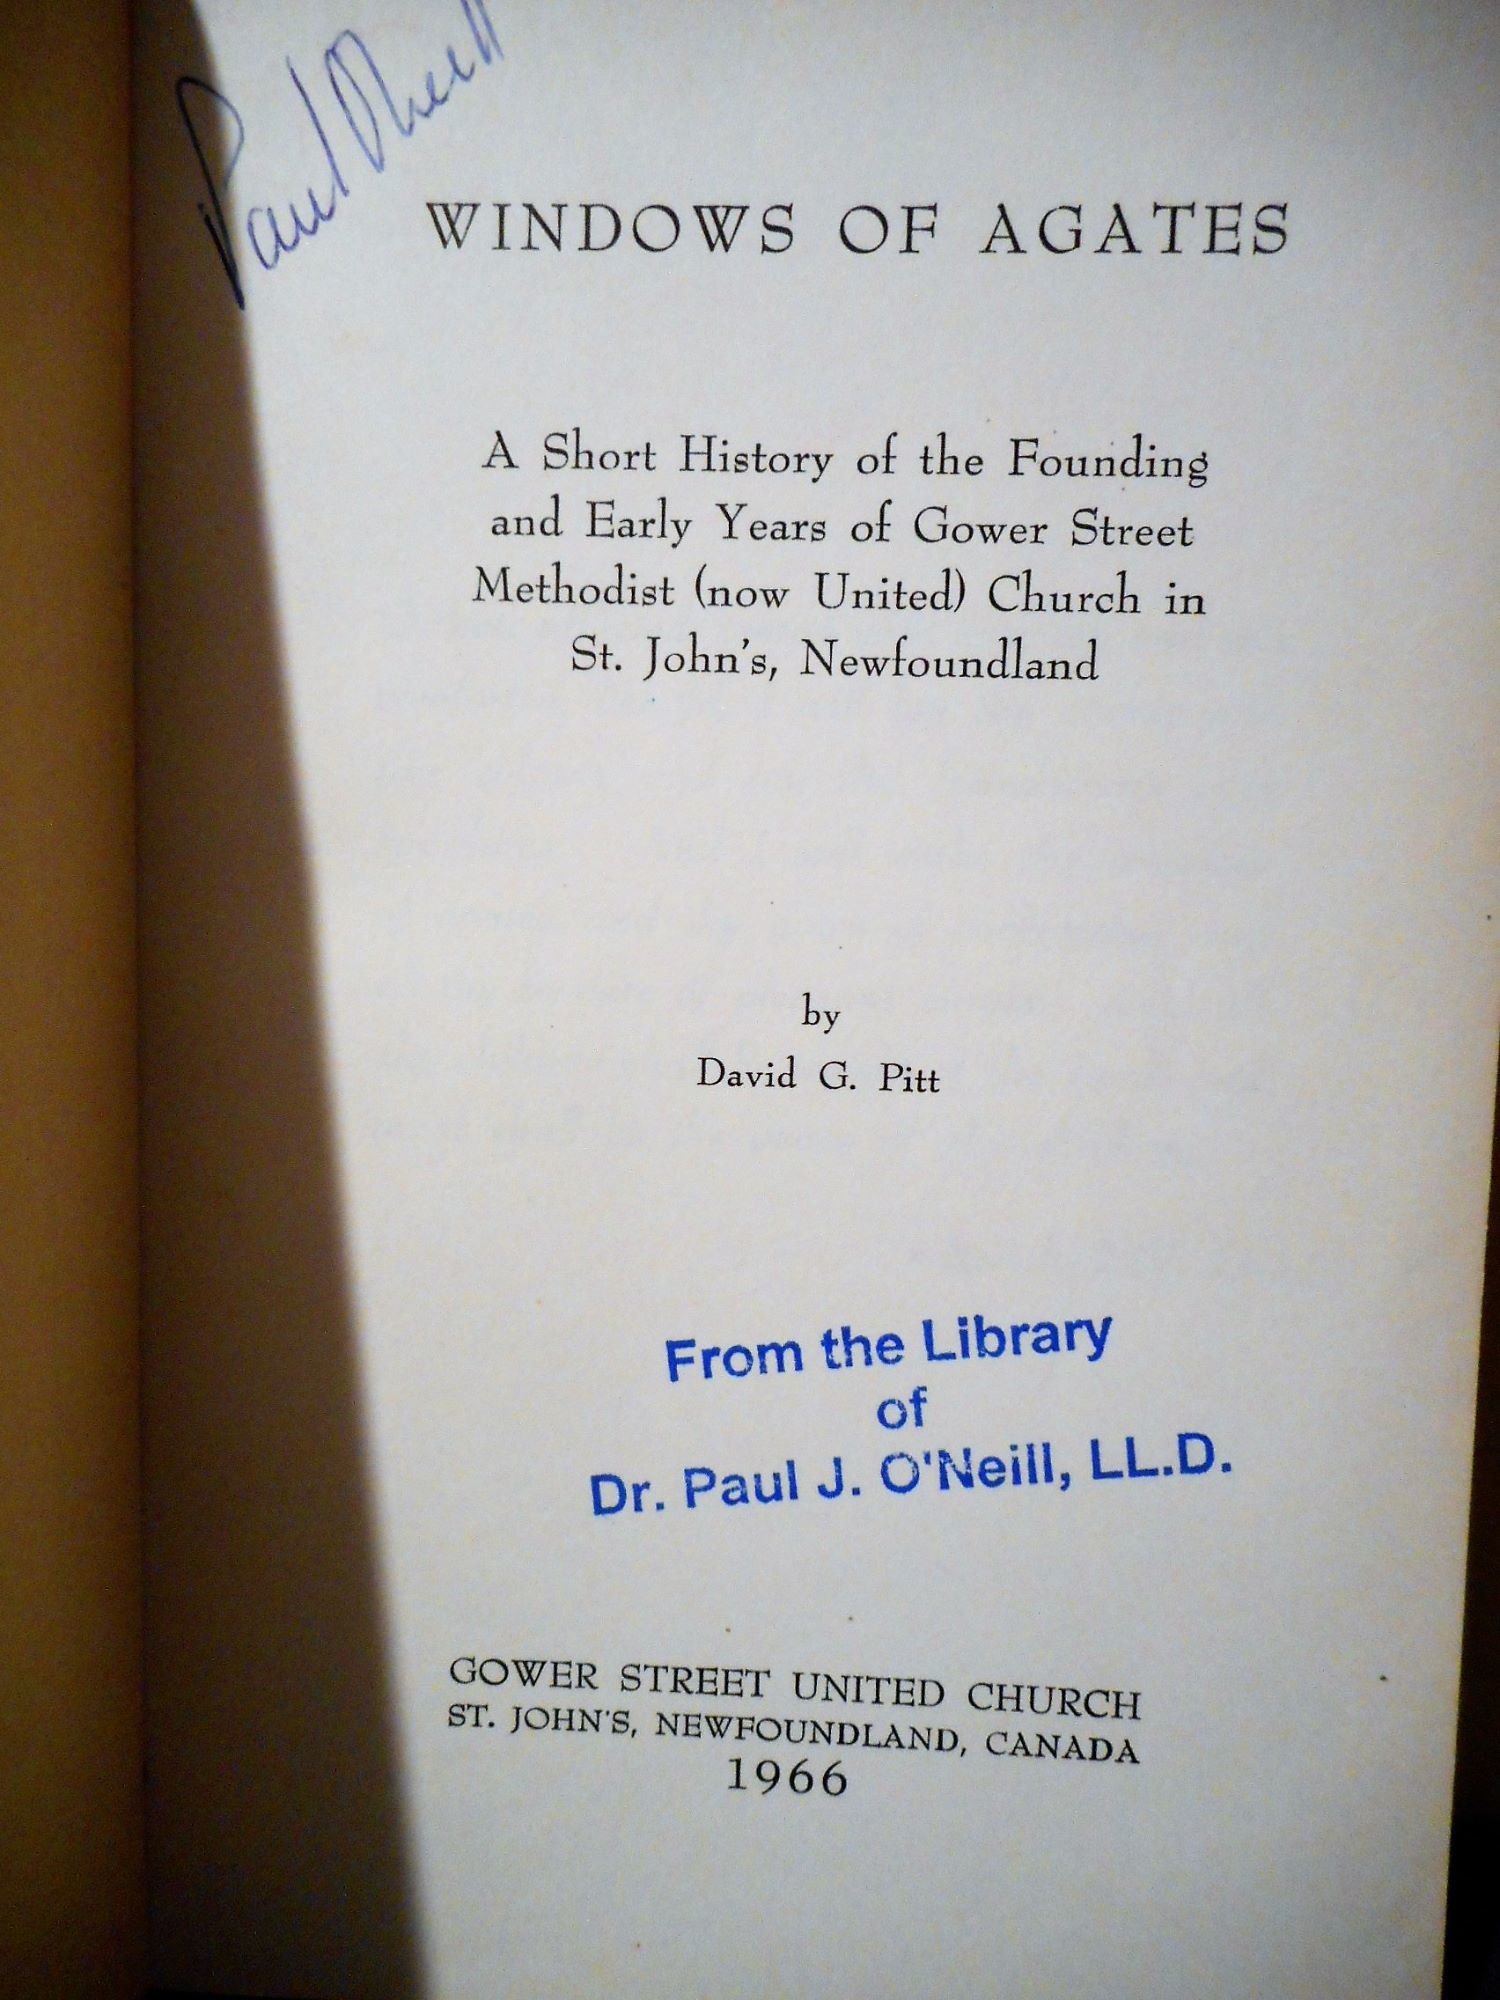 Paul O'Neill
WINDOWS OF AGATES
A Short History of the Founding
and Early Years of Gower Street
Methodist (now United) Church in
St. John's, Newfoundland
by
David G. Pitt
From the Library
of
Dr. Paul J. O'Neill, LL.D.
GOWER STREET UNITED CHURCH
ST. JOHN'S, NEWFOUNDLAND, CANADA
1966